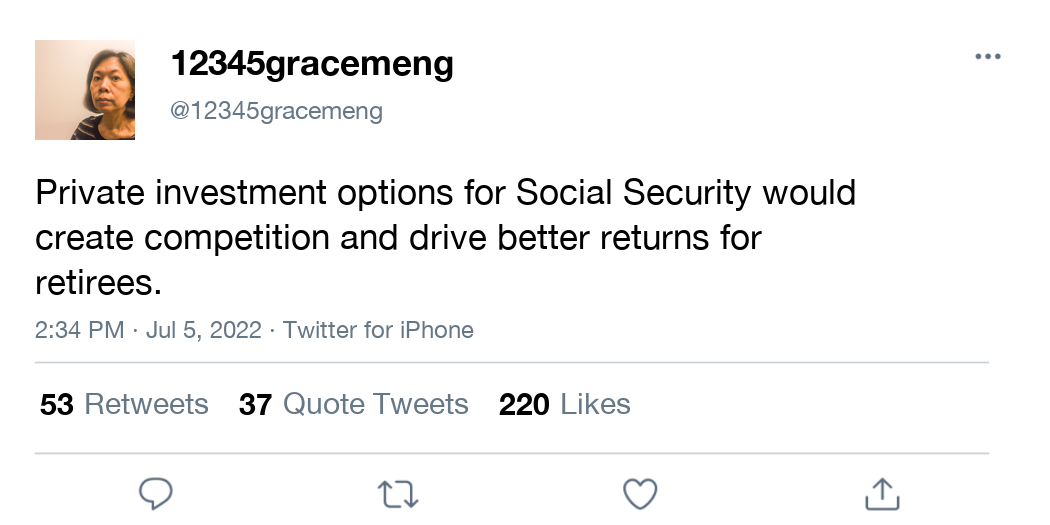 12345gracemeng
@12345gracemeng
Private investment options for Social Security would
create competition and drive better returns for
retirees.
2:34 PM · Jul 5, 2022 · Twitter for iPhone
53 Retweets 37 Quote Tweets 220 Likes